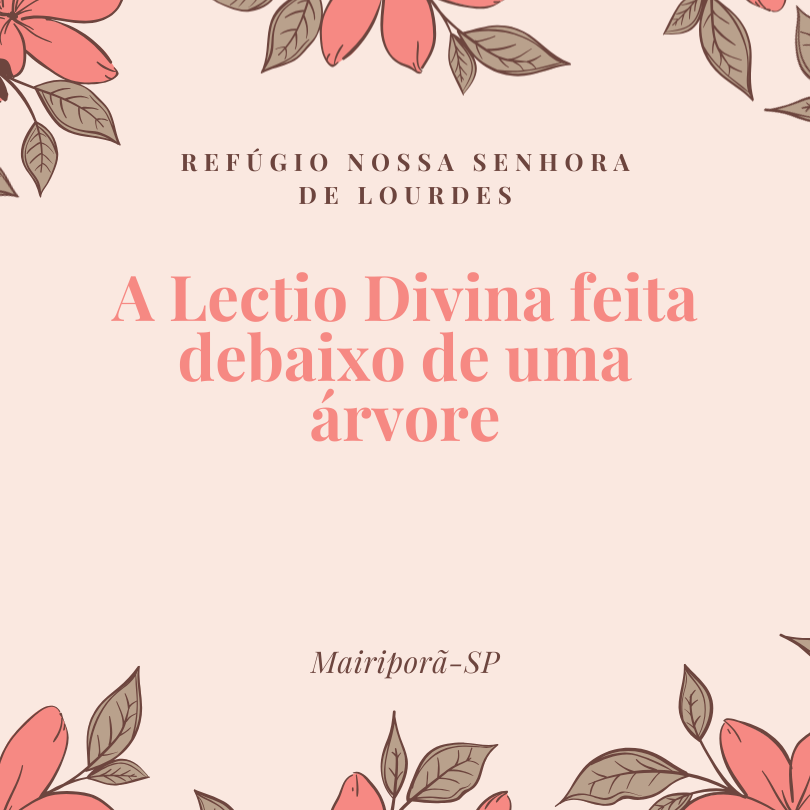 REFÚGIO NOSSA SENHORA
DE LOURDES
A Lectio Divina feita
debaixo de uma
árvore
Mairiporã-SP